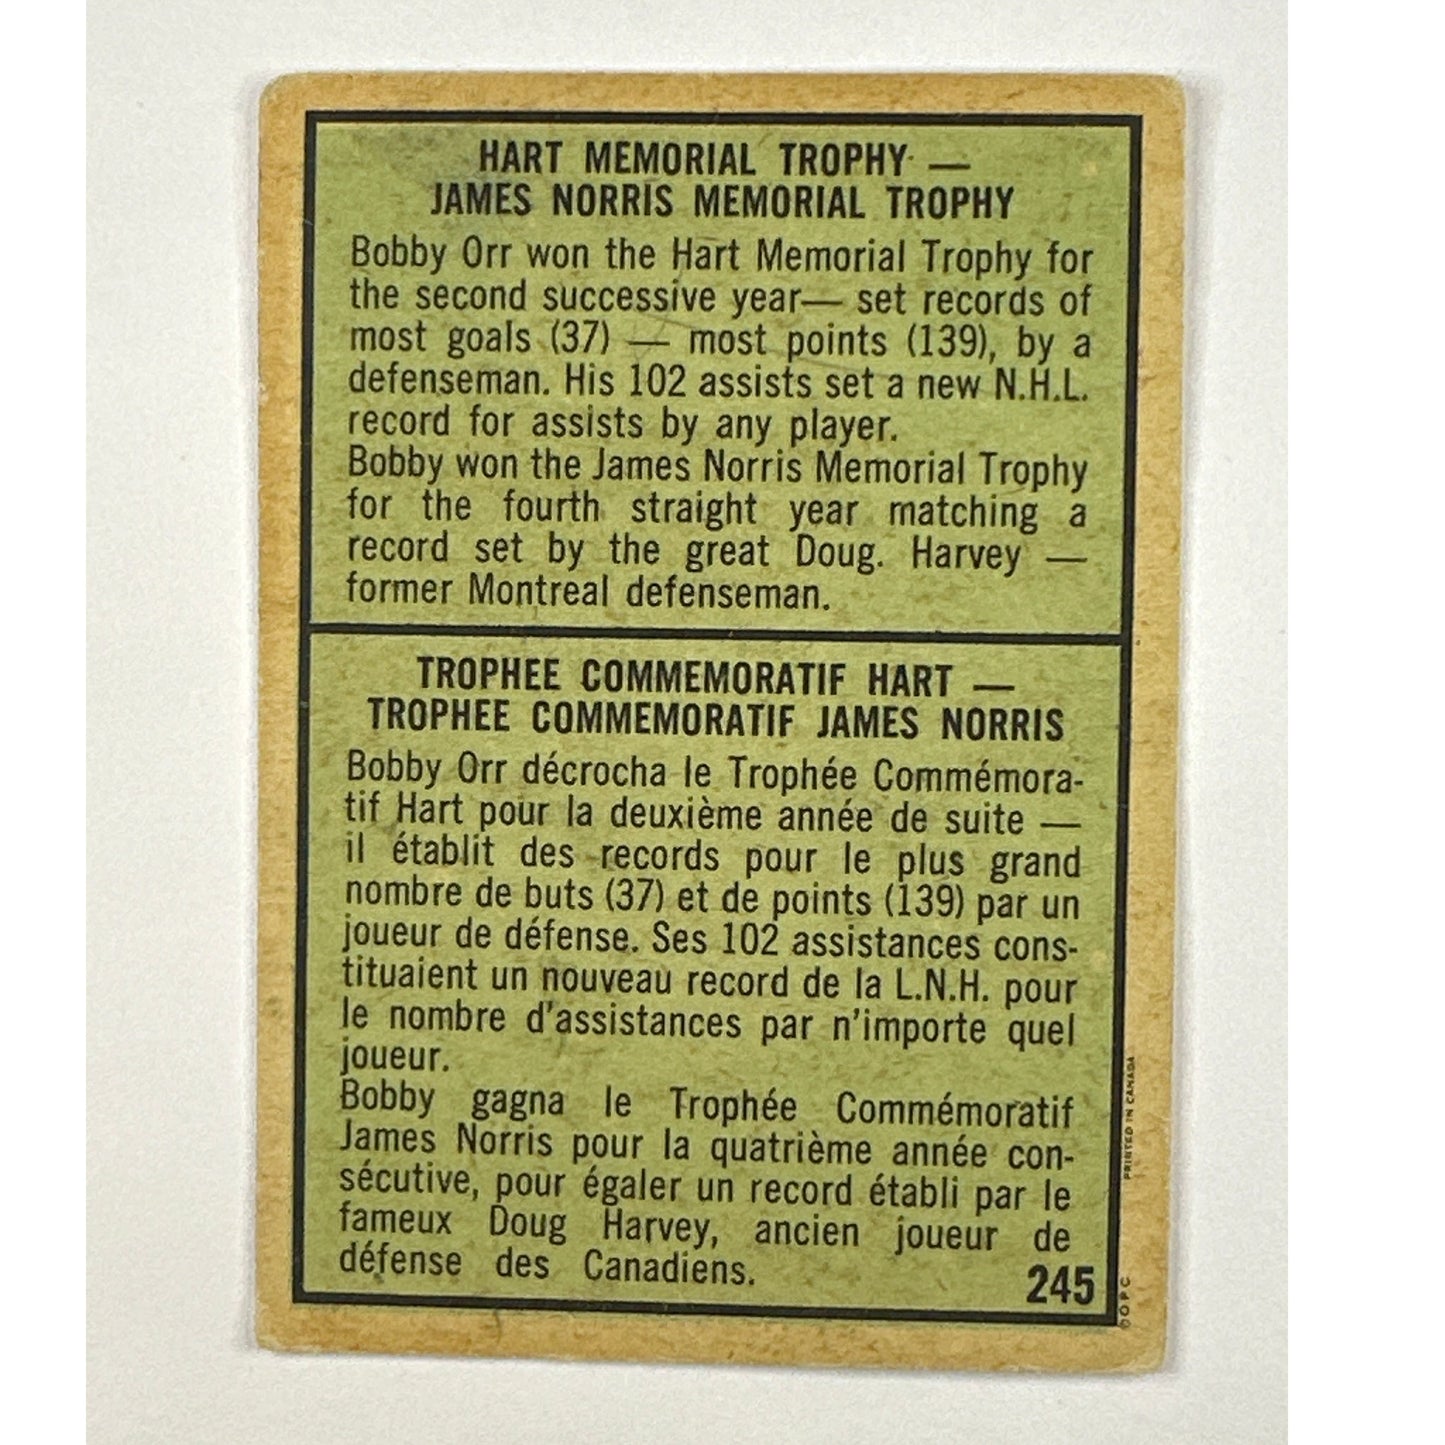 HART MEMORIAL TROPHY —
JAMES NORRIS MEMORIAL TROPHY
Bobby Orr won the Hart Memorial Trophy for
the second successive year— set records of
most goals (37) — most points (139), by a
defenseman. His 102 assists set a new N.H.L.
record for assists by any player.
Bobby won the James Norris Memorial Trophy
for the fourth straight year matching a
record set by the great Doug. Harvey —
former Montreal defenseman.
TROPHEE COMMEMORATIF HART —
TROPHEE COMMEMORATIF JAMES NORRIS
Bobby Orr décrocha le Trophée Commémora-
tif Hart pour la deuxième année de suite —
il établit des records pour le plus grand
nombre de buts (37) et de points (139) par un
joueur de défense. Ses 102 assistances cons-
tituaient un nouveau record de la L.N.H. pour
le nombre d'assistances par n'importe quel
joueur.
Bobby gagna le Trophée Commémoratif
James Norris pour la quatrième année con-
sécutive, pour égaler un record établi par le
fameux Doug Harvey, ancien joueur de
défense des Canadiens.
245
©O.P.C
PRINTED IN CANADA